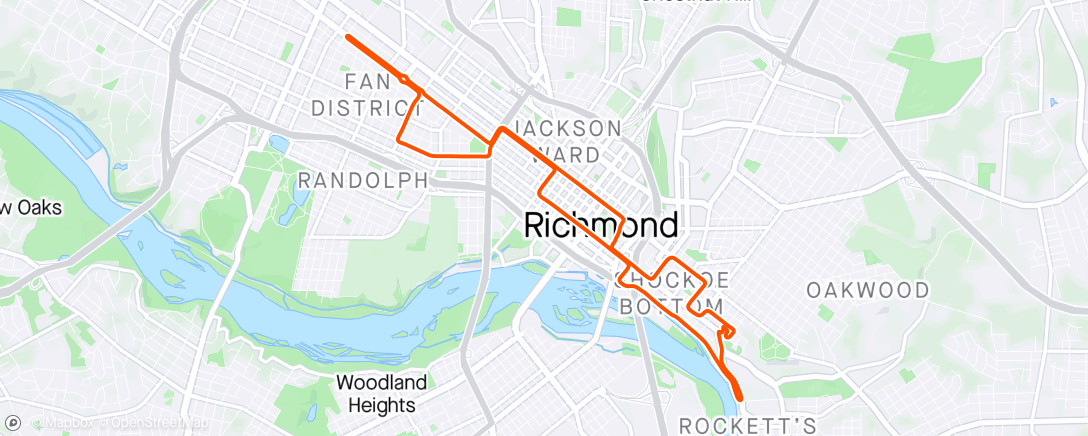 FAN
DISTRICT
JACKSON
WARD
RANDOLPH
w Oaks
Richmond
SHOCKOE
BOTTOM
OAKWOOD
Woodland
Heights
ROCKETT'S
© Mapbox © OpenStreetMap